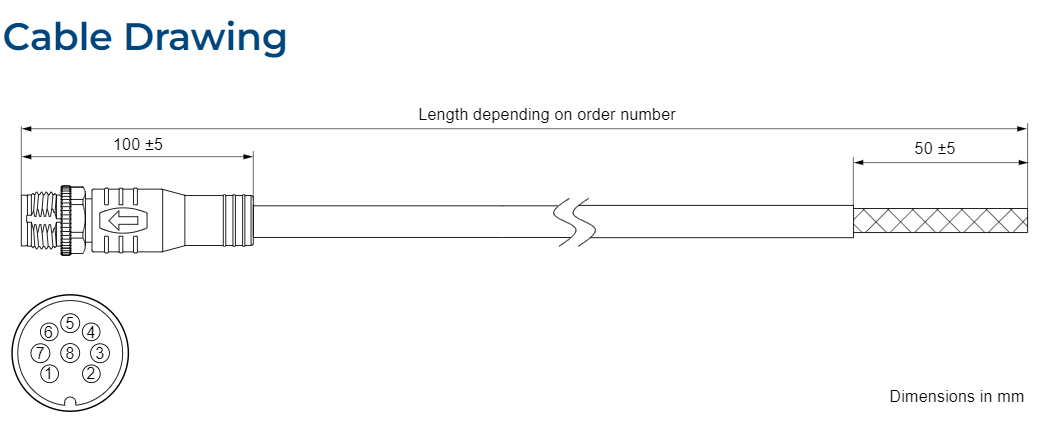 Cable Drawing
Length depending on order number
100 ±5
50 ±5
5
6 4
7 8 3
1 2
Dimensions in mm